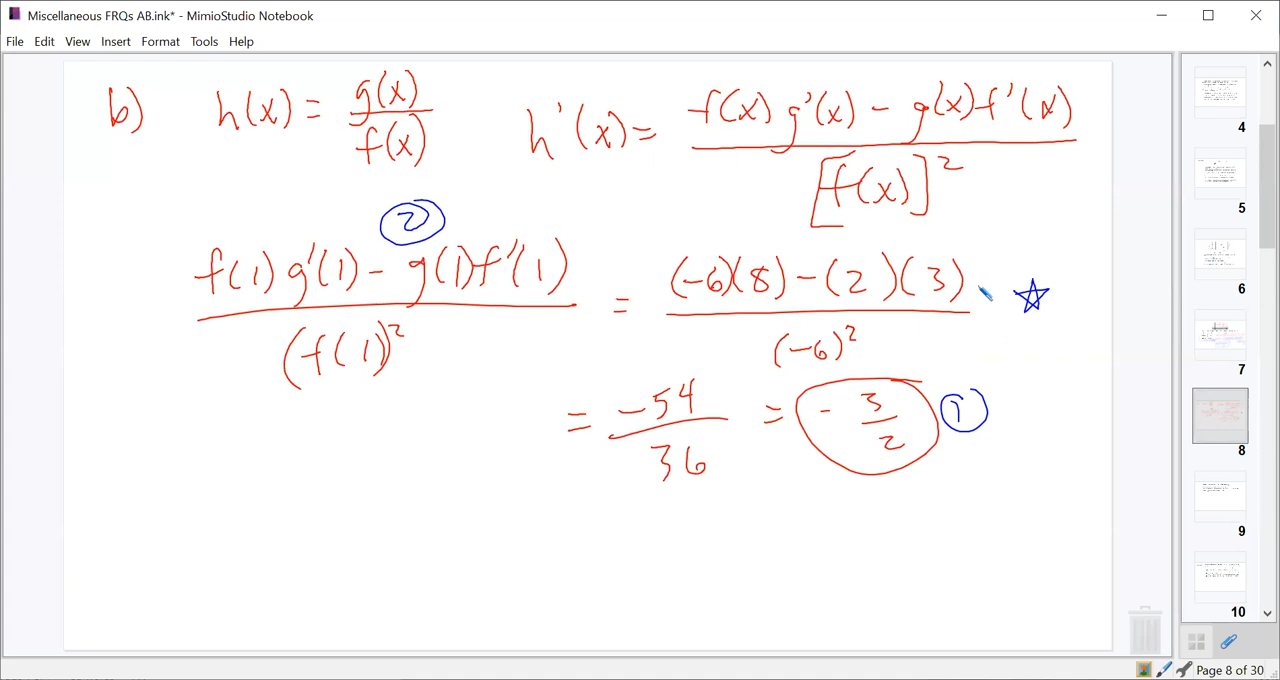 Miscellaneous FRQs AB.ink* - MimioStudio Notebook
File Edit View Insert Format Tools Help
b) h(x) = g(x)/f(x) h'(x) = f(x)g'(x) - g(x)f'(x)/[f(x)]²
2
f(1)g'(1) - g(1)f'(1)/(f(1)² = (-6)(8) - (2)(3)/(-6)² ☆
= -54/36 = -3/2 1
4
5
6
7
8
9
10
Page 8 of 30